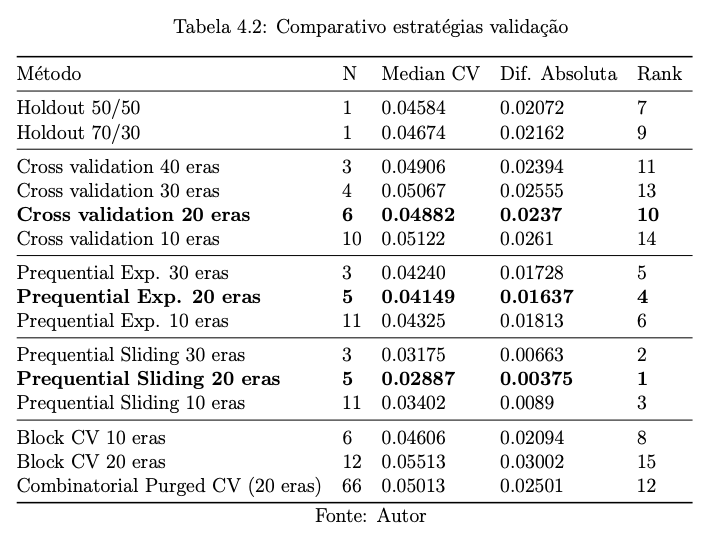 Tabela 4.2: Comparativo estratégias validação
Método N Median CV Dif. Absoluta Rank
Holdout 50/50 1 0.04584 0.02072 7
Holdout 70/30 1 0.04674 0.02162 9
Cross validation 40 eras 3 0.04906 0.02394 11
Cross validation 30 eras 4 0.05067 0.02555 13
Cross validation 20 eras 6 0.04882 0.0237 10
Cross validation 10 eras 10 0.05122 0.0261 14
Prequential Exp. 30 eras 3 0.04240 0.01728 5
Prequential Exp. 20 eras 5 0.04149 0.01637 4
Prequential Exp. 10 eras 11 0.04325 0.01813 6
Prequential Sliding 30 eras 3 0.03175 0.00663 2
Prequential Sliding 20 eras 5 0.02887 0.00375 1
Prequential Sliding 10 eras 11 0.03402 0.0089 3
Block CV 10 eras 6 0.04606 0.02094 8
Block CV 20 eras 12 0.05513 0.03002 15
Combinatorial Purged CV (20 eras) 66 0.05013 0.02501 12
Fonte: Autor